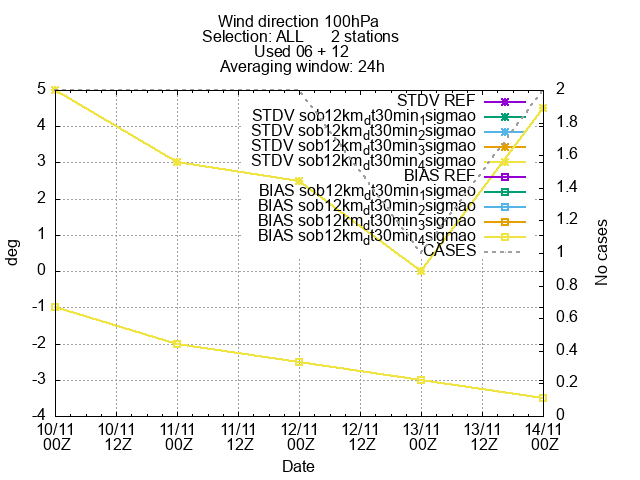 Wind direction 100hPa
Selection: ALL 2 stations
Used 06 + 12
Averaging window: 24h
5
4
3
2
1
0
-1
-2
-3
-4
deg
2
1.8
1.6
1.4
1.2
1
0.8
0.6
0.4
0.2
0
No cases
STDV REF
STDV sob12km_dt30min_1sigmao
STDV sob12km_dt30min_2sigmao
STDV sob12km_dt30min_3sigmao
STDV sob12km_dt30min_4sigmao
BIAS REF
BIAS sob12km_dt30min_1sigmao
BIAS sob12km_dt30min_2sigmao
BIAS sob12km_dt30min_3sigmao
BIAS sob12km_dt30min_4sigmao
CASES
10/11 10/11 11/11 11/11 12/11 12/11 13/11 13/11 14/11
00Z 12Z 00Z 12Z 00Z 12Z 00Z 12Z 00Z
Date